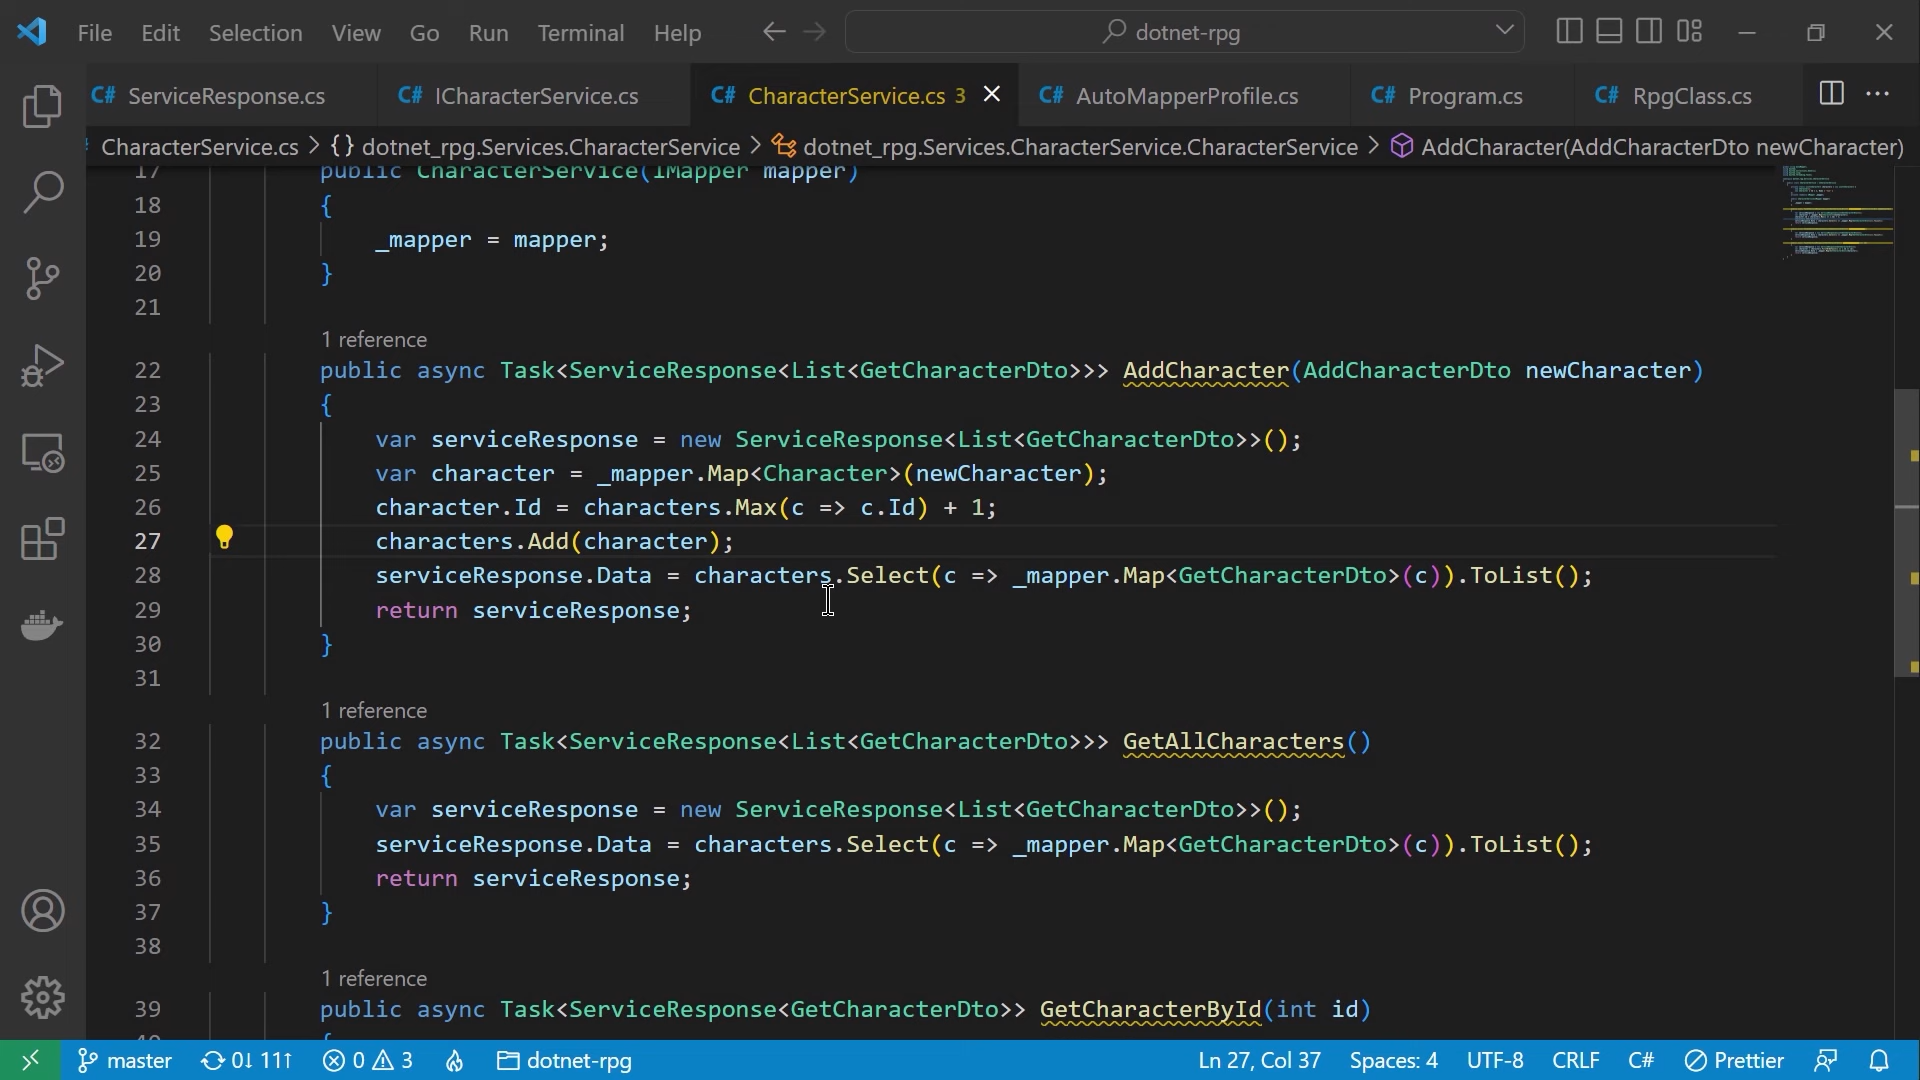 File Edit Selection View Go Run Terminal Help dotnet-rpg
C# ServiceResponse.cs C# ICharacterService.cs C# CharacterService.cs 3 C# AutoMapperProfile.cs C# Program.cs C# RpgClass.cs
CharacterService.cs > {} dotnet_rpg.Services.CharacterService > dotnet_rpg.Services.CharacterService.CharacterService > AddCharacter(AddCharacterDto newCharacter)
17 public CharacterService(IMapper mapper)
18 {
19 _mapper = mapper;
20 }
21
1 reference
22 public async Task<ServiceResponse<List<GetCharacterDto>>> AddCharacter(AddCharacterDto newCharacter)
23 {
24 var serviceResponse = new ServiceResponse<List<GetCharacterDto>>();
25 var character = _mapper.Map<Character>(newCharacter);
26 character.Id = characters.Max(c => c.Id) + 1;
27 characters.Add(character);
28 serviceResponse.Data = characters.Select(c => _mapper.Map<GetCharacterDto>(c)).ToList();
29 return serviceResponse;
30 }
31
1 reference
32 public async Task<ServiceResponse<List<GetCharacterDto>>> GetAllCharacters()
33 {
34 var serviceResponse = new ServiceResponse<List<GetCharacterDto>>();
35 serviceResponse.Data = characters.Select(c => _mapper.Map<GetCharacterDto>(c)).ToList();
36 return serviceResponse;
37 }
38
1 reference
39 public async Task<ServiceResponse<GetCharacterDto>> GetCharacterById(int id)
master 0↓ 11↑ 0 3 dotnet-rpg Ln 27, Col 37 Spaces: 4 UTF-8 CRLF C# Prettier